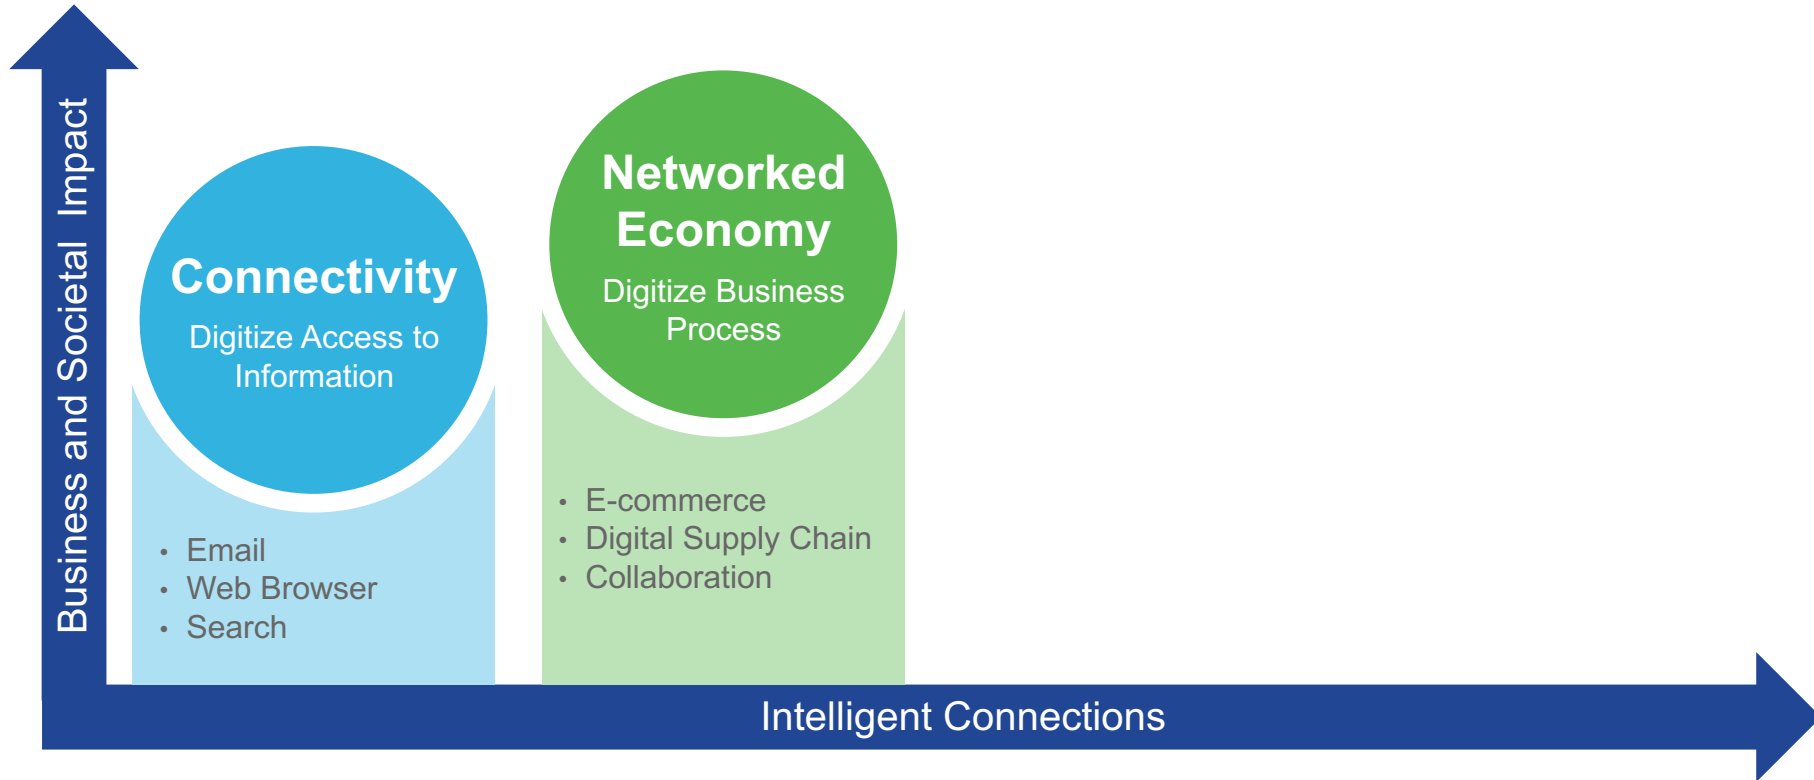 Business and Societal Impact
Connectivity
Digitize Access to
Information
• Email
• Web Browser
• Search
Networked
Economy
Digitize Business
Process
• E-commerce
• Digital Supply Chain
• Collaboration
Intelligent Connections